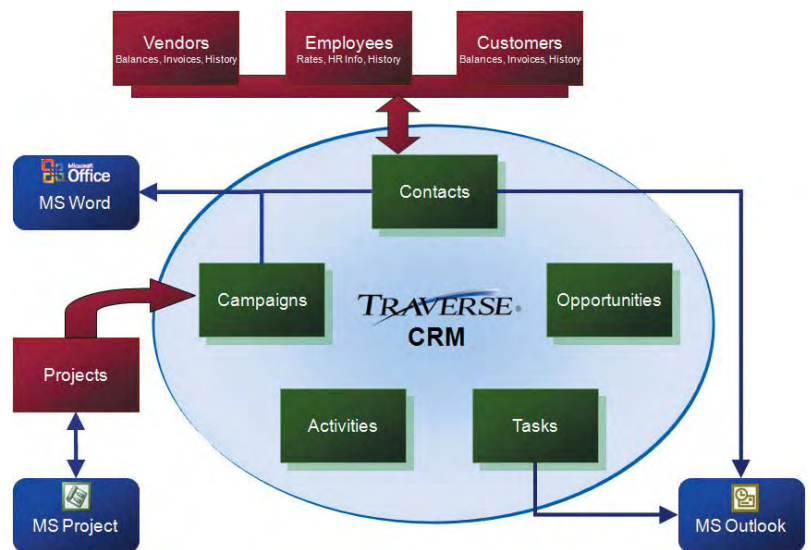 Vendors
Balances, Invoices, History
Employees
Rates, HR Info, History
Customers
Balances, Invoices, History
Microsoft
Office
MS Word
Contacts
Campaigns
TRAVERSE®
CRM
Opportunities
Projects
Activities
Tasks
MS Project
MS Outlook